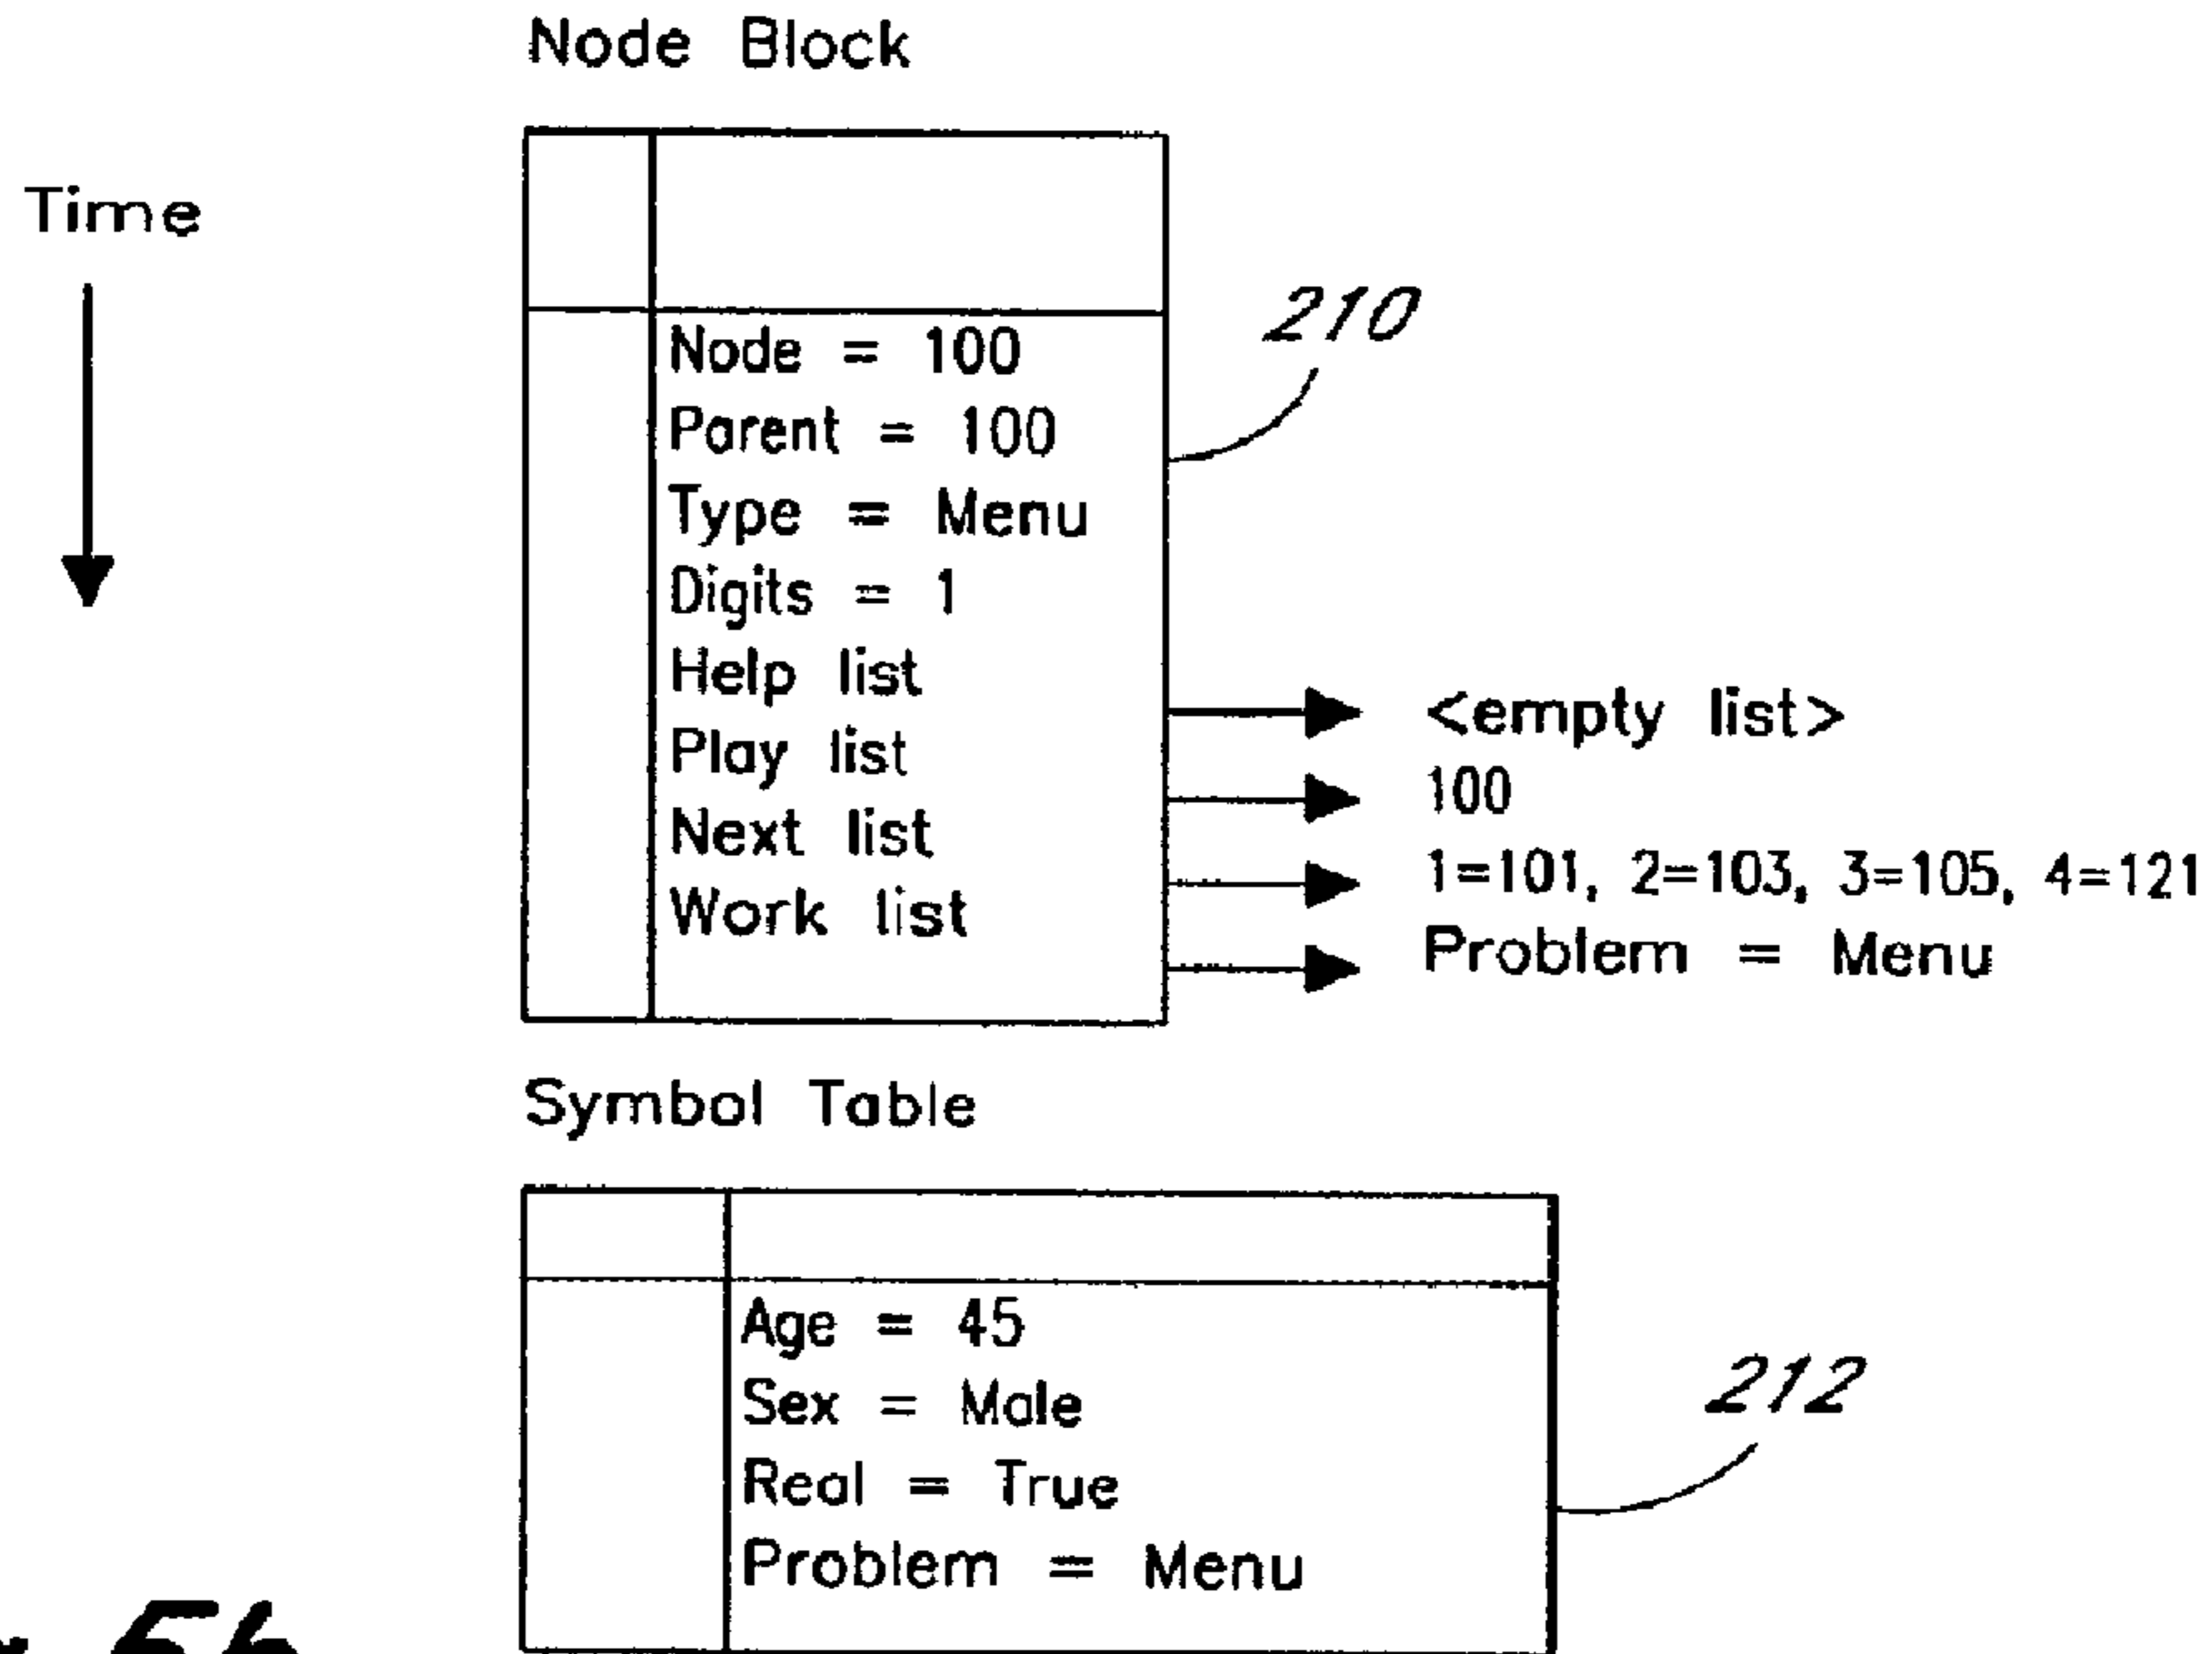 Node Block
Time
210
Node = 100
Parent = 100
Type = Menu
Digits = 1
Help list
Play list
Next list
Work list
<empty list>
100
1=101, 2=103, 3=105, 4=121
Problem = Menu
Symbol Table
212
Age = 45
Sex = Male
Real = True
Problem = Menu